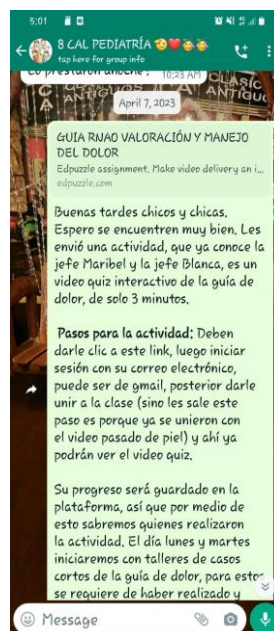 5:01
8 CAL PEDIATRÍA
tap here for group info
10:23 AM
April 7, 2023
GUIA RNAO VALORACIÓN Y MANEJO
DEL DOLOR
Edpuzzle assignment. Make video delivery an i...
edpuzzle.com
Buenas tardes chicos y chicas.
Espero se encuentren muy bien. Les
envió una actividad, que ya conoce la
jefe Maribel y la jefe Blanca, es un
video quiz interactivo de la guía de
dolor, de solo 3 minutos.
Pasos para la actividad: Deben
darle clic a este link, luego iniciar
sesión con su correo electrónico,
puede ser de gmail, posterior darle
unir a la clase (sino les sale este
paso es porque ya se unieron con
el video pasado de piel) y ahí ya
podrán ver el video quiz.
Su progreso será guardado en la
plataforma, así que por medio de
esto sabremos quienes realizaron
la actividad. El día lunes y martes
iniciaremos con talleres de casos
cortos de la guía de dolor, para estos
se requiere de haber realizado y
Message